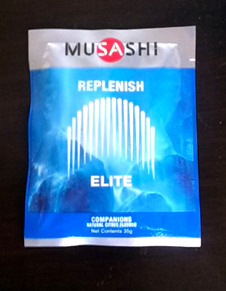 MUSASHI
REPLENISH
ELITE
COMPANIONS
NATURAL CITRUS FLAVOUR
Net Contents 35g